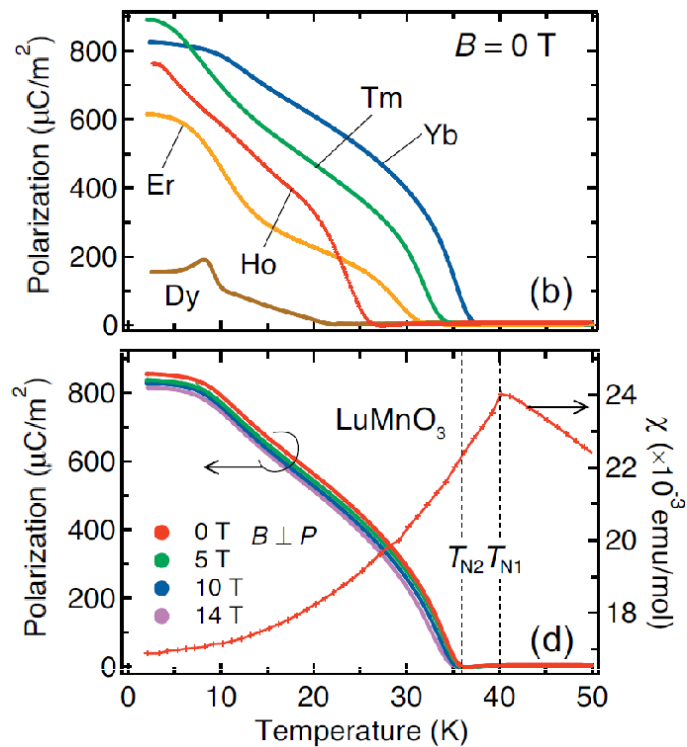 800
600
400
200
0
Polarization (μC/m²)
B = 0 T
Tm
Yb
Er
Ho
Dy
(b)
800
600
400
200
0
Polarization (μC/m²)
LuMnO₃
0 T
5 T
10 T
14 T
B ⊥ P
T_N2 T_N1
(d)
24
22
20
18
χ (×10⁻³ emu/mol)
0 10 20 30 40 50
Temperature (K)